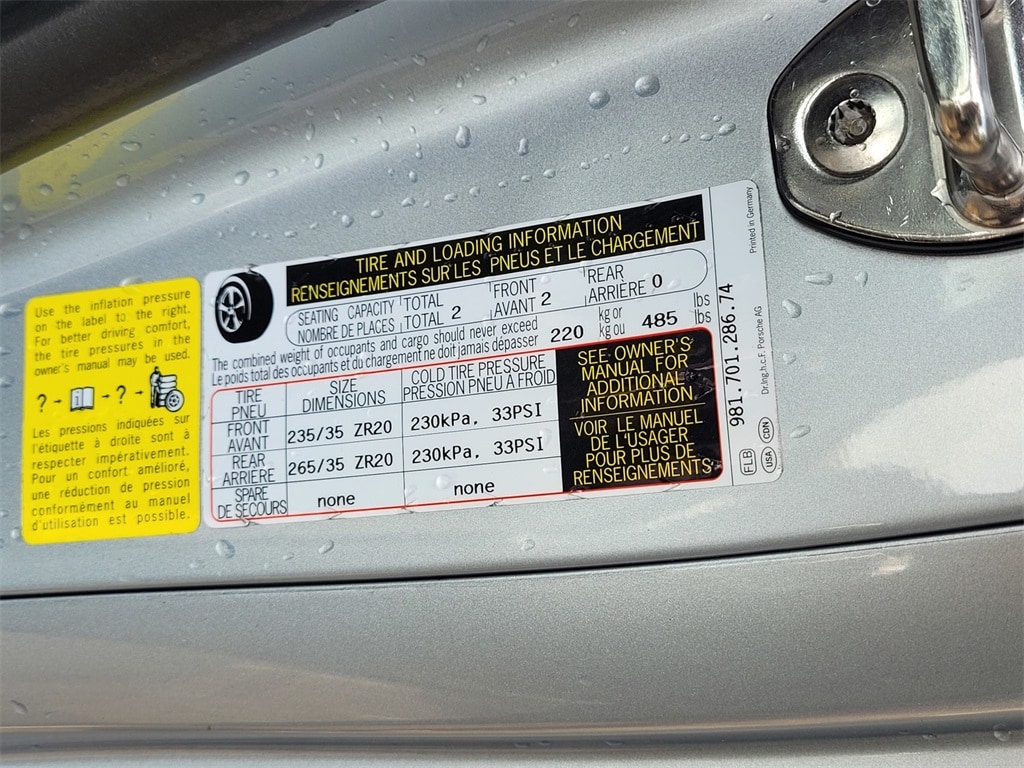 Use the inflation pressure
on the label to the right.
For better driving comfort,
the tire pressures in the
owner's manual may be used.
? - i - ? -
Les pressions indiquées sur
l'étiquette à droite sont à
respecter impérativement.
Pour un confort amélioré,
une réduction de pression
conformément au manuel
d'utilisation est possible.
TIRE AND LOADING INFORMATION
RENSEIGNEMENTS SUR LES PNEUS ET LE CHARGEMENT
SEATING CAPACITY TOTAL 2 FRONT 2 REAR 0
NOMBRE DE PLACES TOTAL AVANT ARRIÈRE
The combined weight of occupants and cargo should never exceed 220 kg or 485 lbs
Le poids total des occupants et du chargement ne doit jamais dépasser kg ou lbs
TIRE SIZE COLD TIRE PRESSURE
PNEU DIMENSIONS PRESSION PNEU A FROID
FRONT 235/35 ZR20 230kPa, 33PSI
AVANT
REAR 265/35 ZR20 230kPa, 33PSI
ARRIÈRE
SPARE none none
DE SECOURS
SEE OWNER'S
MANUAL FOR
ADDITIONAL
INFORMATION
VOIR LE MANUEL
DE L'USAGER
POUR PLUS DE
RENSEIGNEMENTS
981.701.286.74
FLB
USA
CDN
Dr.Ing.h.c.F. Porsche AG
Printed in Germany